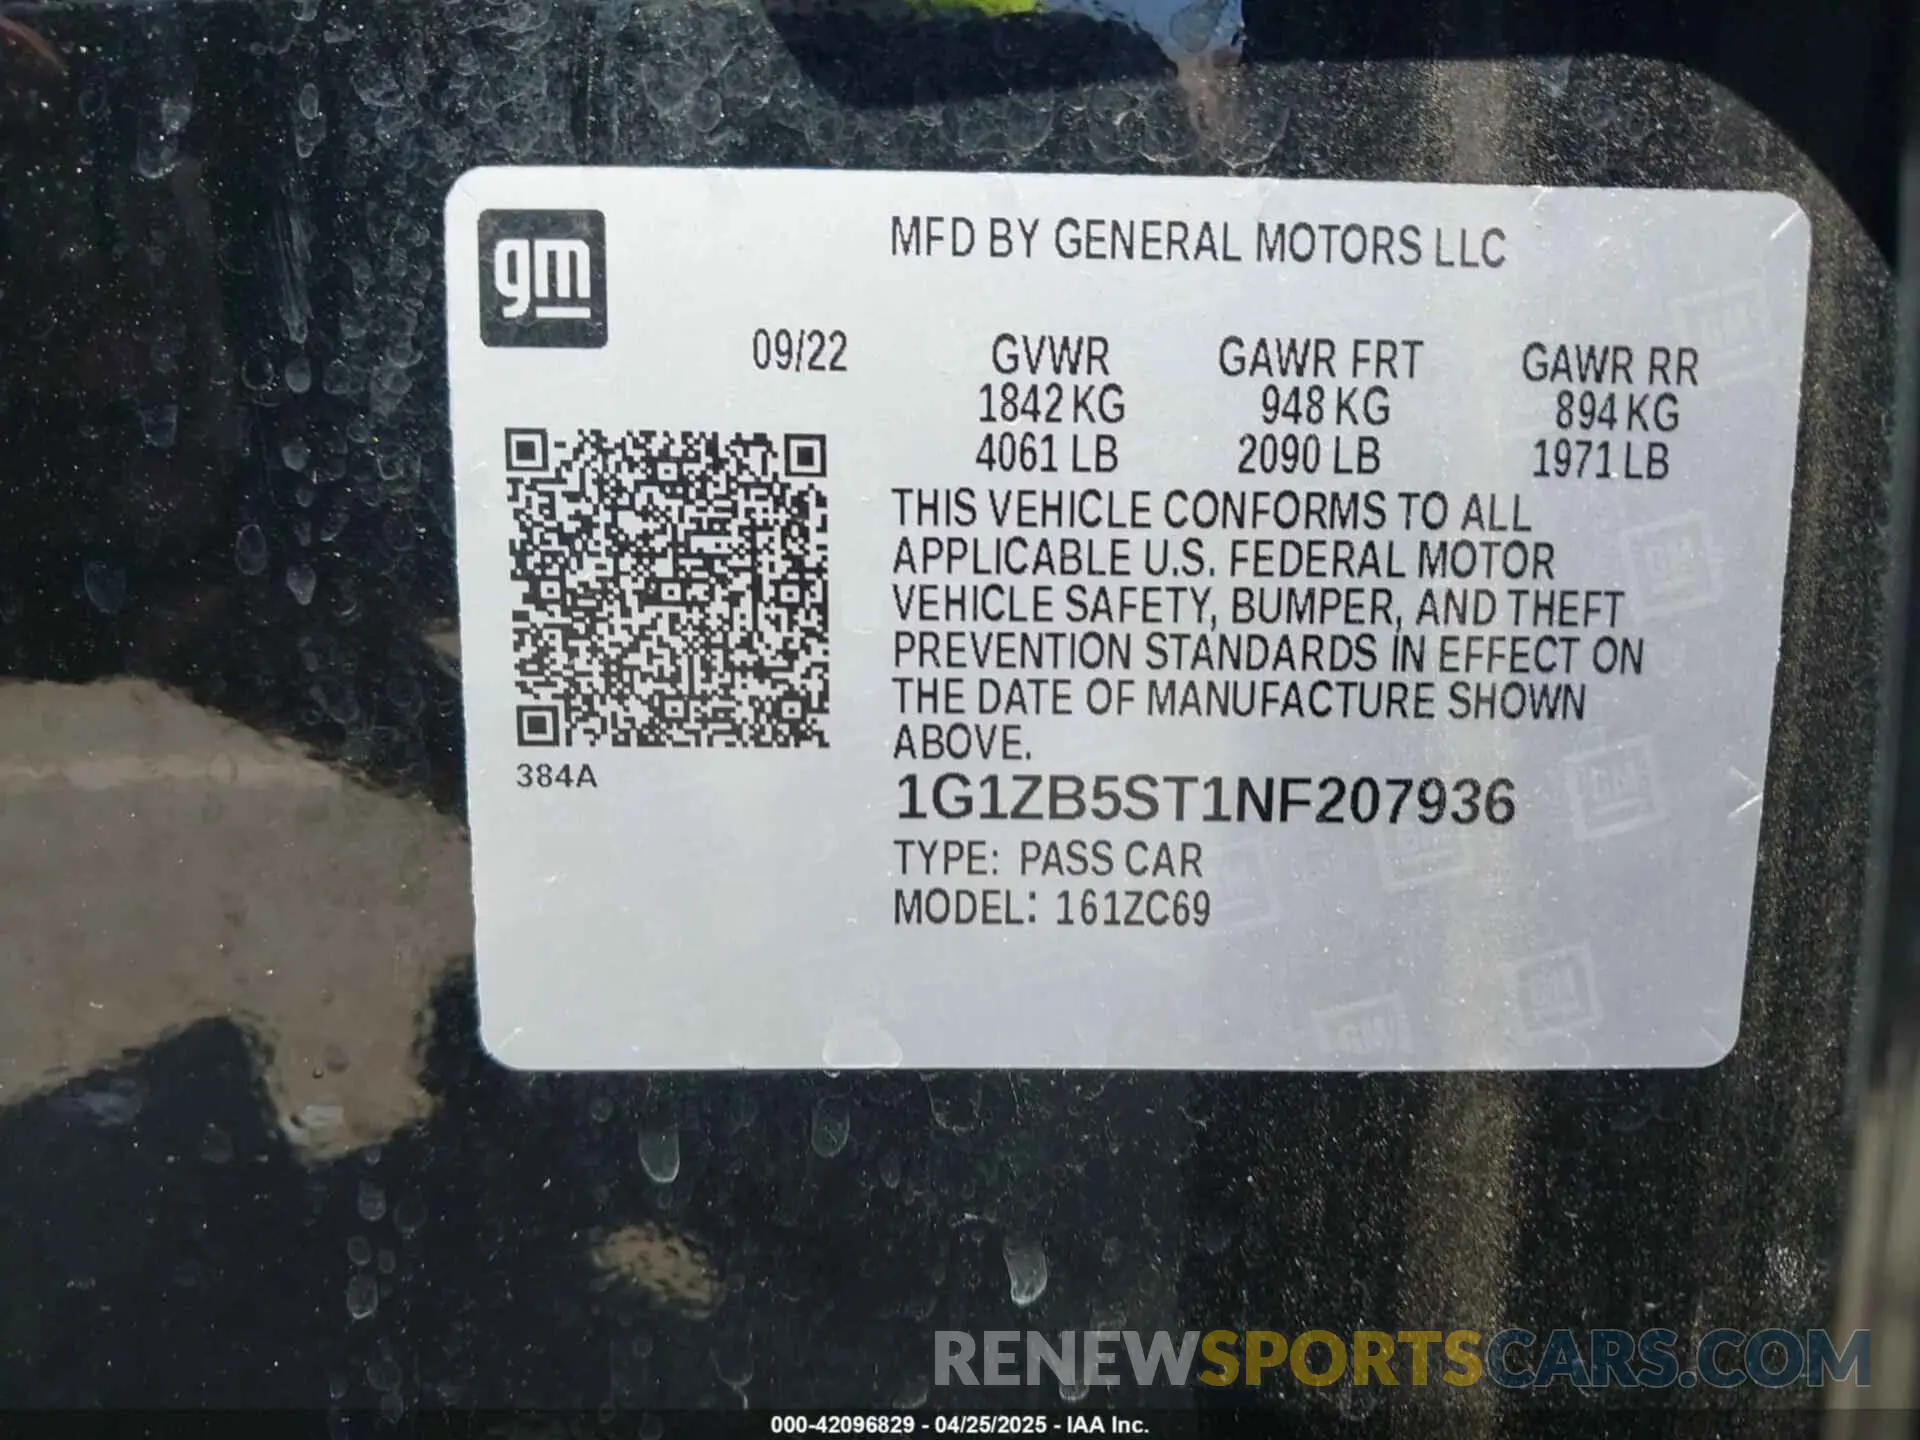 gm
MFD BY GENERAL MOTORS LLC
09/22 GVWR GAWR FRT GAWR RR
1842 KG 948 KG 894 KG
4061 LB 2090 LB 1971 LB
THIS VEHICLE CONFORMS TO ALL
APPLICABLE U.S. FEDERAL MOTOR
VEHICLE SAFETY, BUMPER, AND THEFT
PREVENTION STANDARDS IN EFFECT ON
THE DATE OF MANUFACTURE SHOWN
ABOVE.
384A
1G1ZB5ST1NF207936
TYPE: PASS CAR
MODEL: 161ZC69
RENEWSPORTSCARS.COM
000-42096829 - 04/25/2025 - IAA Inc.